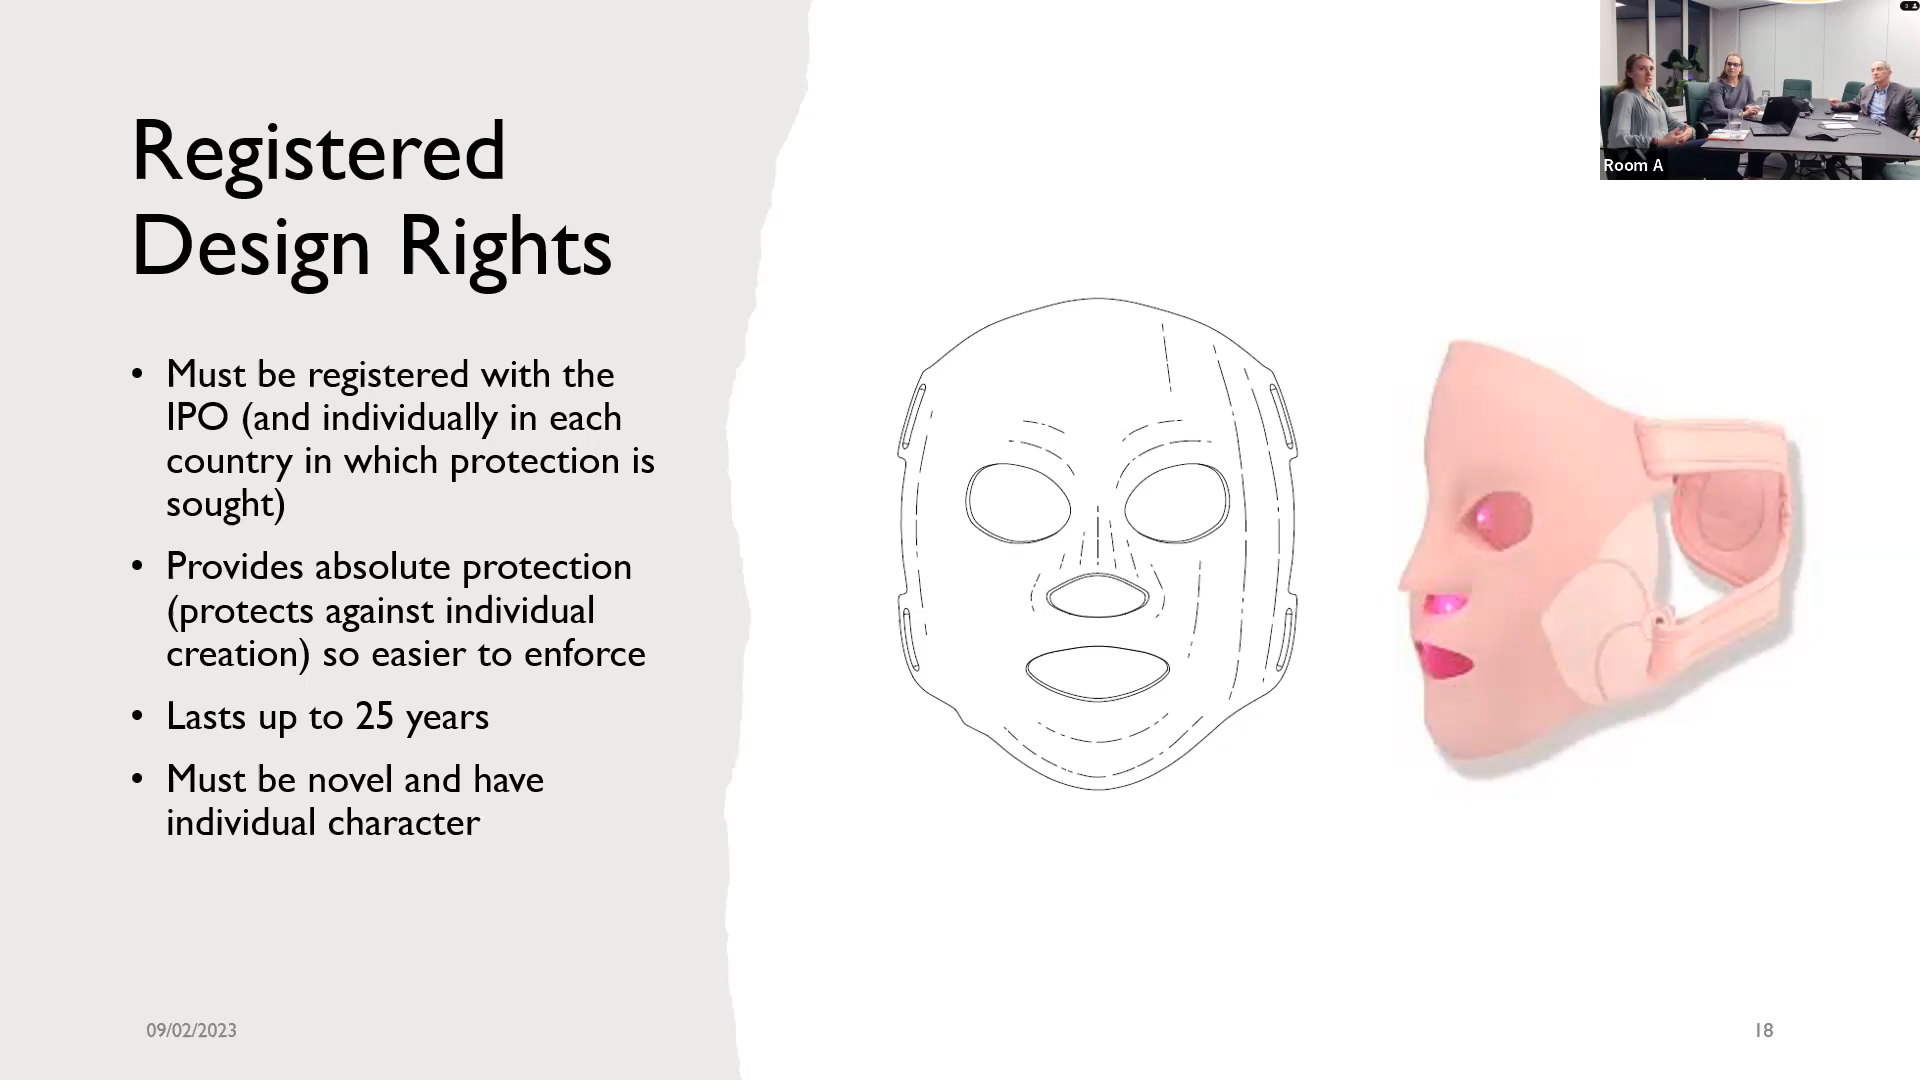 Registered
Design Rights
• Must be registered with the
IPO (and individually in each
country in which protection is
sought)
• Provides absolute protection
(protects against individual
creation) so easier to enforce
• Lasts up to 25 years
• Must be novel and have
individual character
09/02/2023
18
Room A